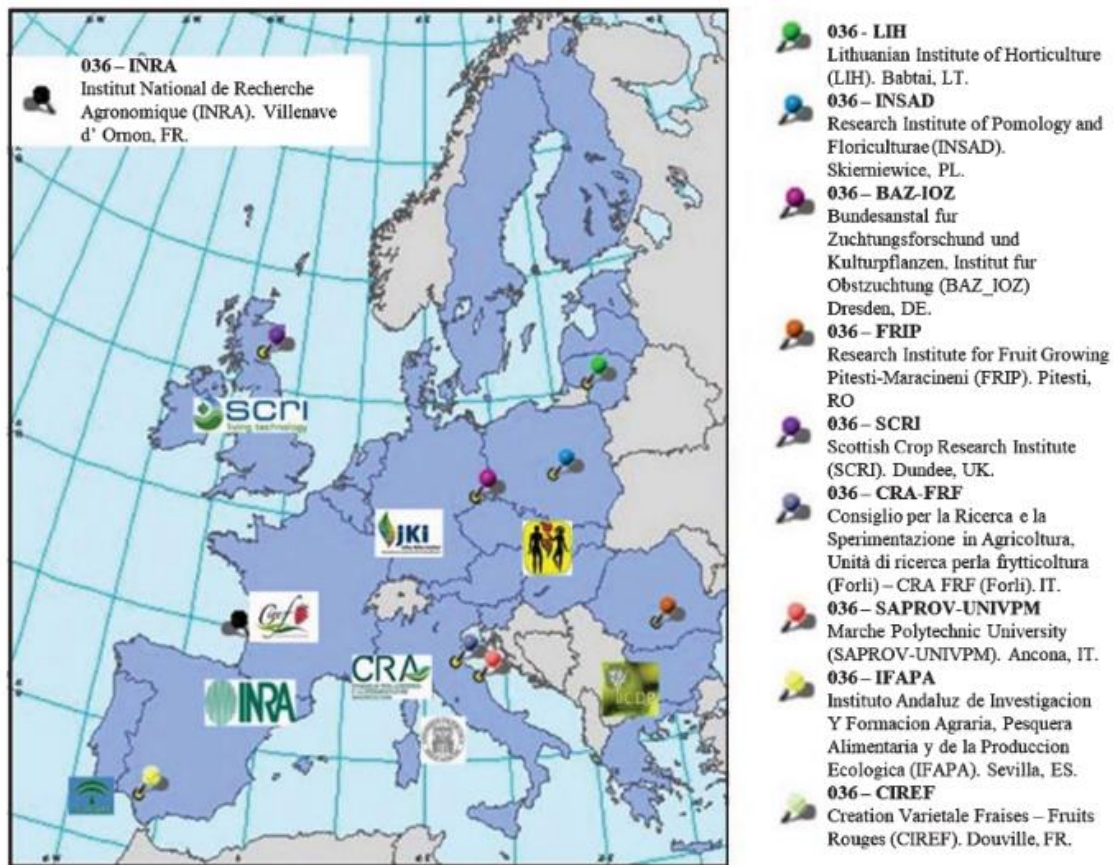 036 – IÑRA
Institut National de Recherche
Agronomique (INRA). Villenave
d’ Ornon, FR.
SCRI
living technology
JKI
Ciref
CRA
INRA
036 - LIH
Lithuanian Institute of Horticulture
(LIH). Babtai, LT.
036 – INSAD
Research Institute of Pomology and
Floriculturae (INSAD).
Skierniewice, PL.
036 – BAZ-IOZ
Bundesanstal fur
Zuchtungsforschund und
Kulturpflanzen, Institut fur
Obstzuchtung (BAZ_IOZ)
Dresden, DE.
036 – FRIP
Research Institute for Fruit Growing
Pitesti-Maracineni (FRIP). Pitesti,
RO
036 – SCRI
Scottish Crop Research Institute
(SCRI). Dundee, UK.
036 – CRA-FRF
Consiglio per la Ricerca e la
Sperimentazione in Agricoltura,
Unità di ricerca perla frytticoltura
(Forli) – CRA FRF (Forli). IT.
036 – SAPROV-UNIVPM
Marche Polytechnic University
(SAPROV-UNIVPM). Ancona, IT.
036 – IFAPA
Instituto Andaluz de Investigacion
Y Formacion Agraria, Pesquera
Alimentaria y de la Produccion
Ecologica (IFAPA). Sevilla, ES.
036 – CIREF
Creation Varietale Fraises – Fruits
Rouges (CIREF). Douville, FR.